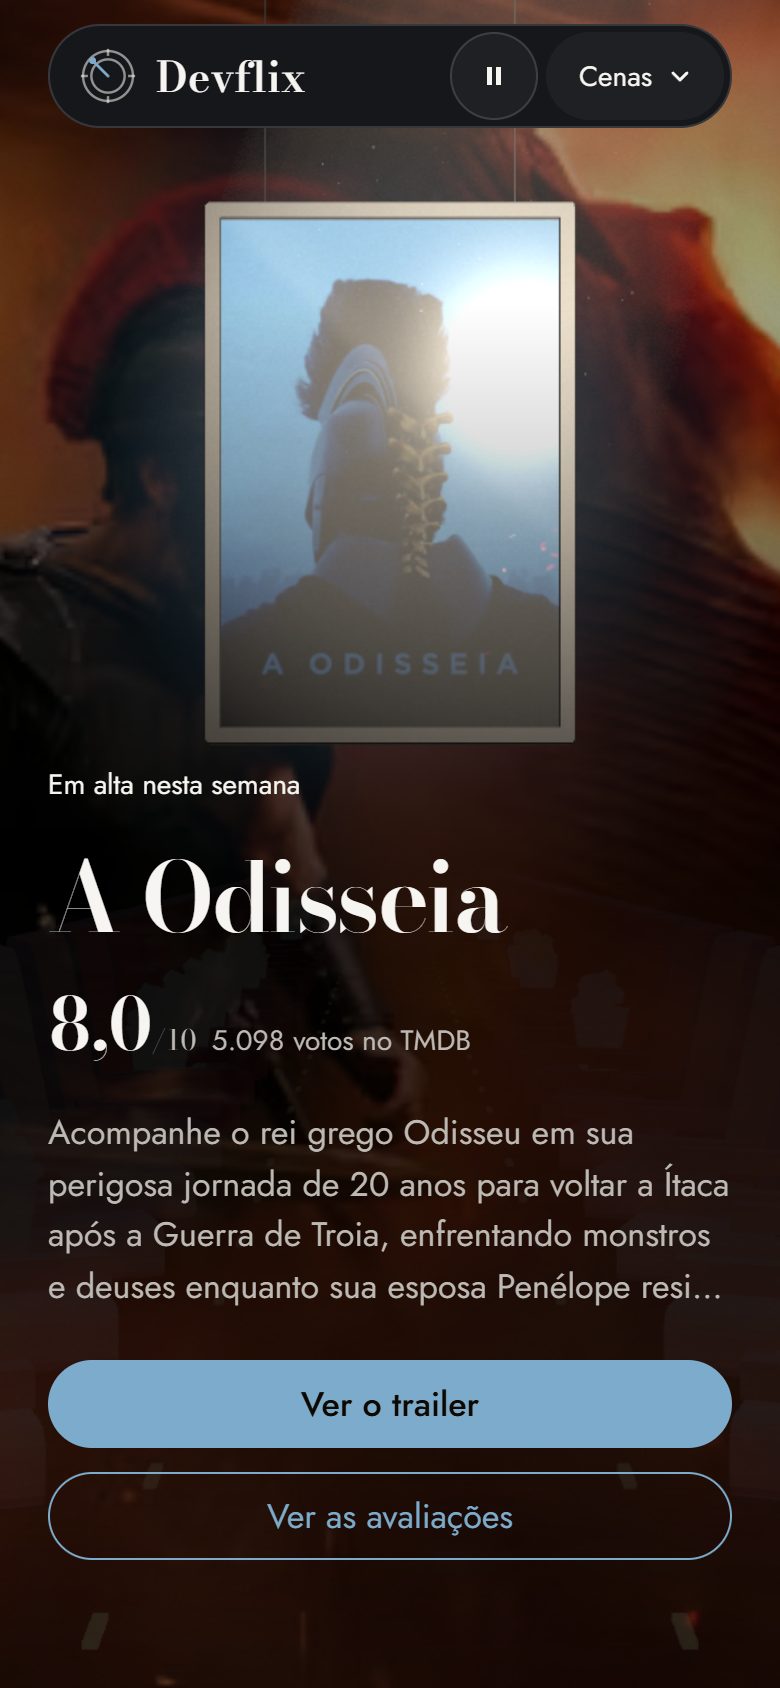 Devflix
Cenas
A ODISSEIA
Em alta nesta semana
A Odisseia
8,0/10 5.098 votos no TMDB
Acompanhe o rei grego Odisseu em sua
perigosa jornada de 20 anos para voltar a Ítaca
após a Guerra de Troia, enfrentando monstros
e deuses enquanto sua esposa Penélope resi...
Ver o trailer
Ver as avaliações